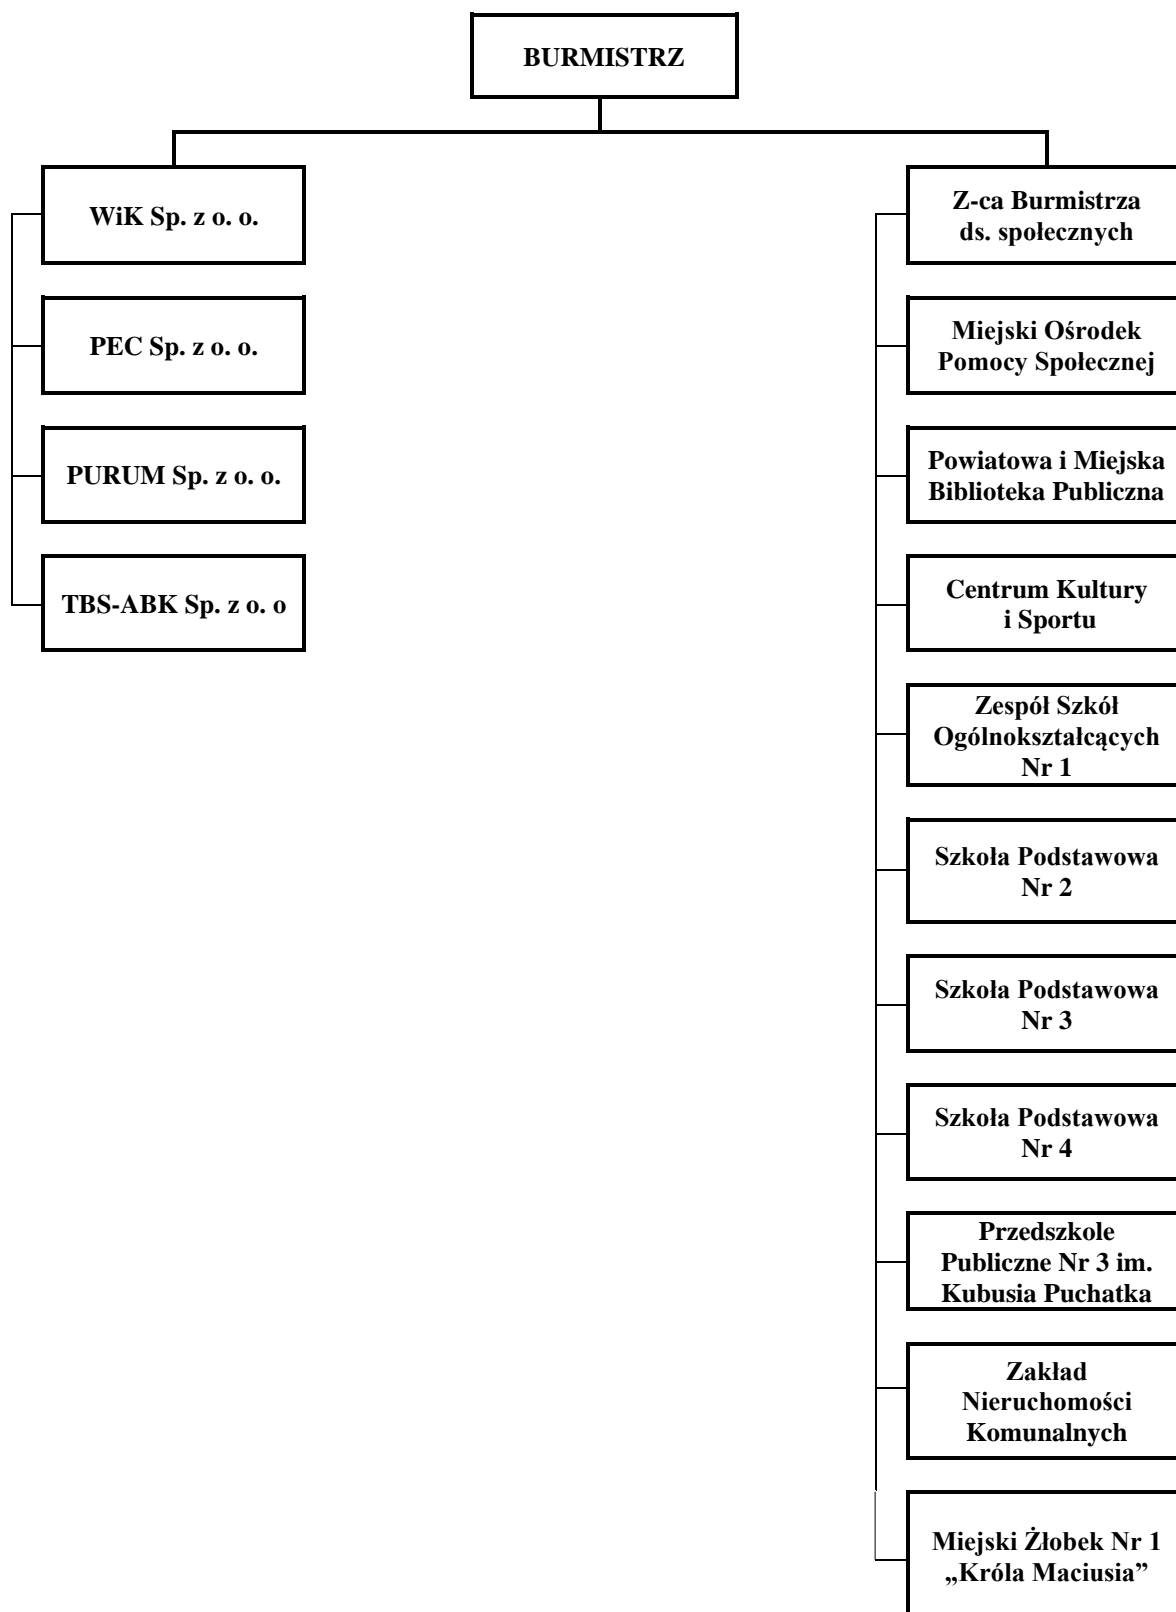 BURMISTRZ
WiK Sp. z o. o.
PEC Sp. z o. o.
PURUM Sp. z o. o.
TBS-ABK Sp. z o. o
Z-ca Burmistrza
ds. społecznych
Miejski Ośrodek
Pomocy Społecznej
Powiatowa i Miejska
Biblioteka Publiczna
Centrum Kultury
i Sportu
Zespół Szkół
Ogólnokształcących
Nr 1
Szkoła Podstawowa
Nr 2
Szkoła Podstawowa
Nr 3
Szkoła Podstawowa
Nr 4
Przedszkole
Publiczne Nr 3 im.
Kubusia Puchatka
Zakład
Nieruchomości
Komunalnych
Miejski Żłobek Nr 1
„Króla Maciusia”